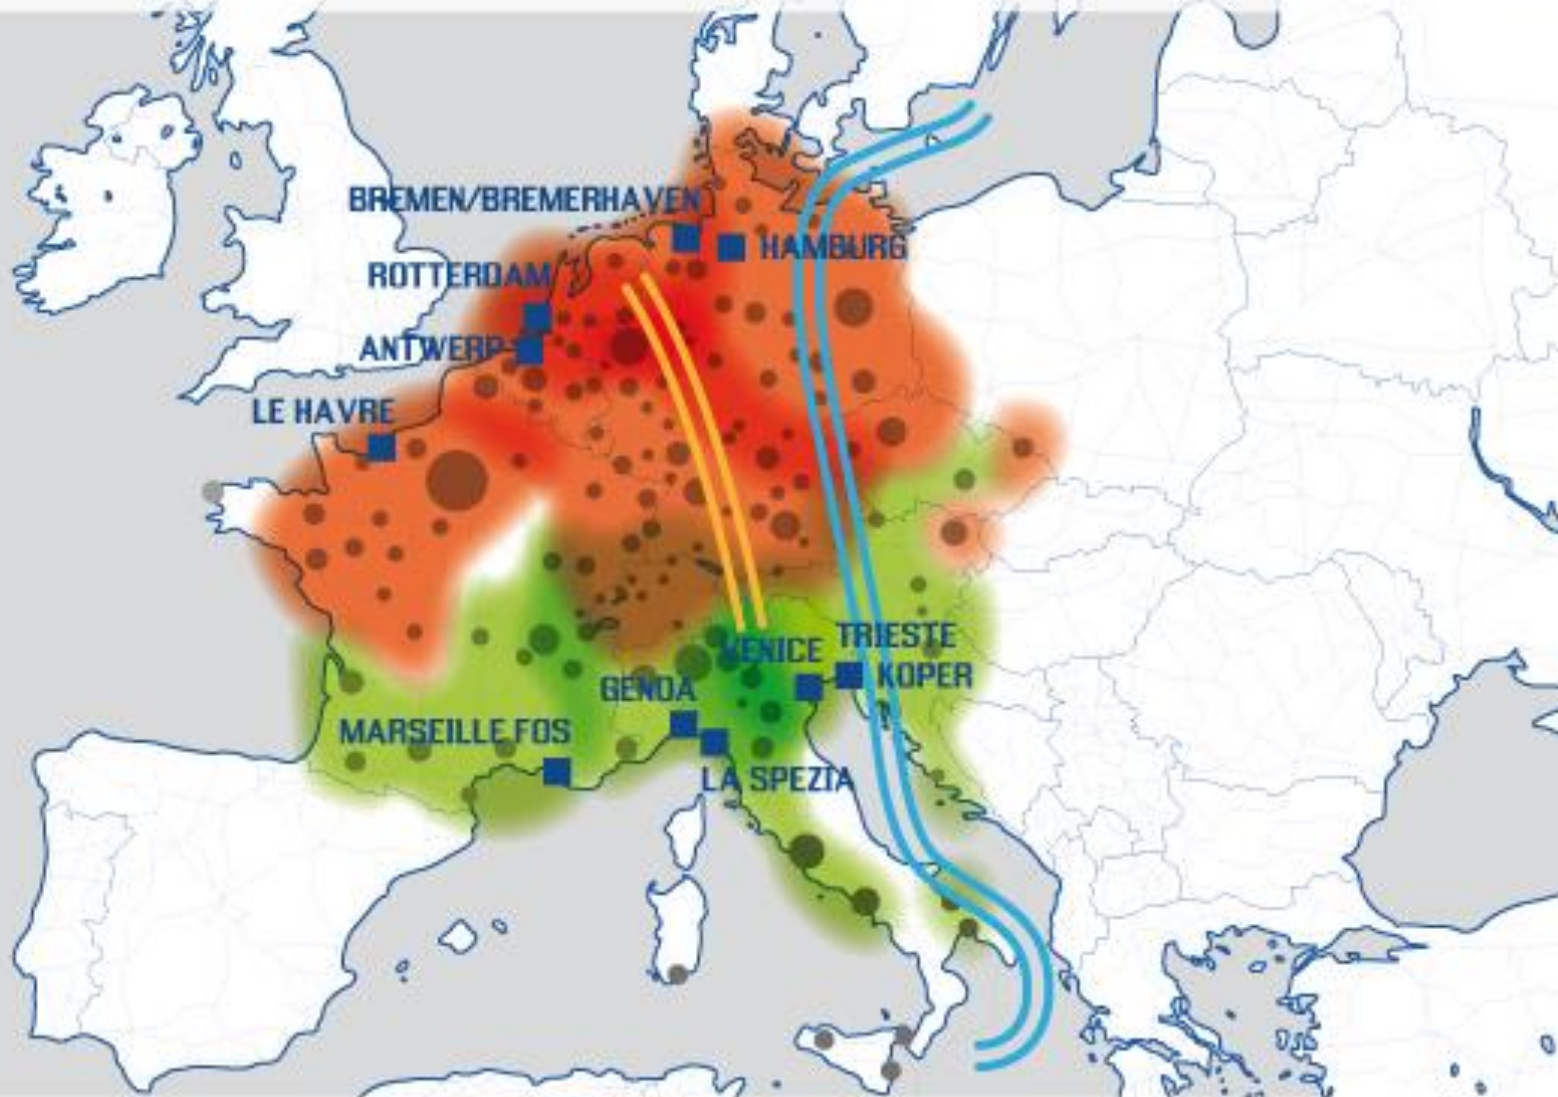 BREMEN/BREMERHAVEN
HAMBURG
ROTTERDAM
ANTWERP
LE HAVRE
VENICE
TRIESTE
KOPER
GENOA
MARSEILLE FOS
LA SPEZIA